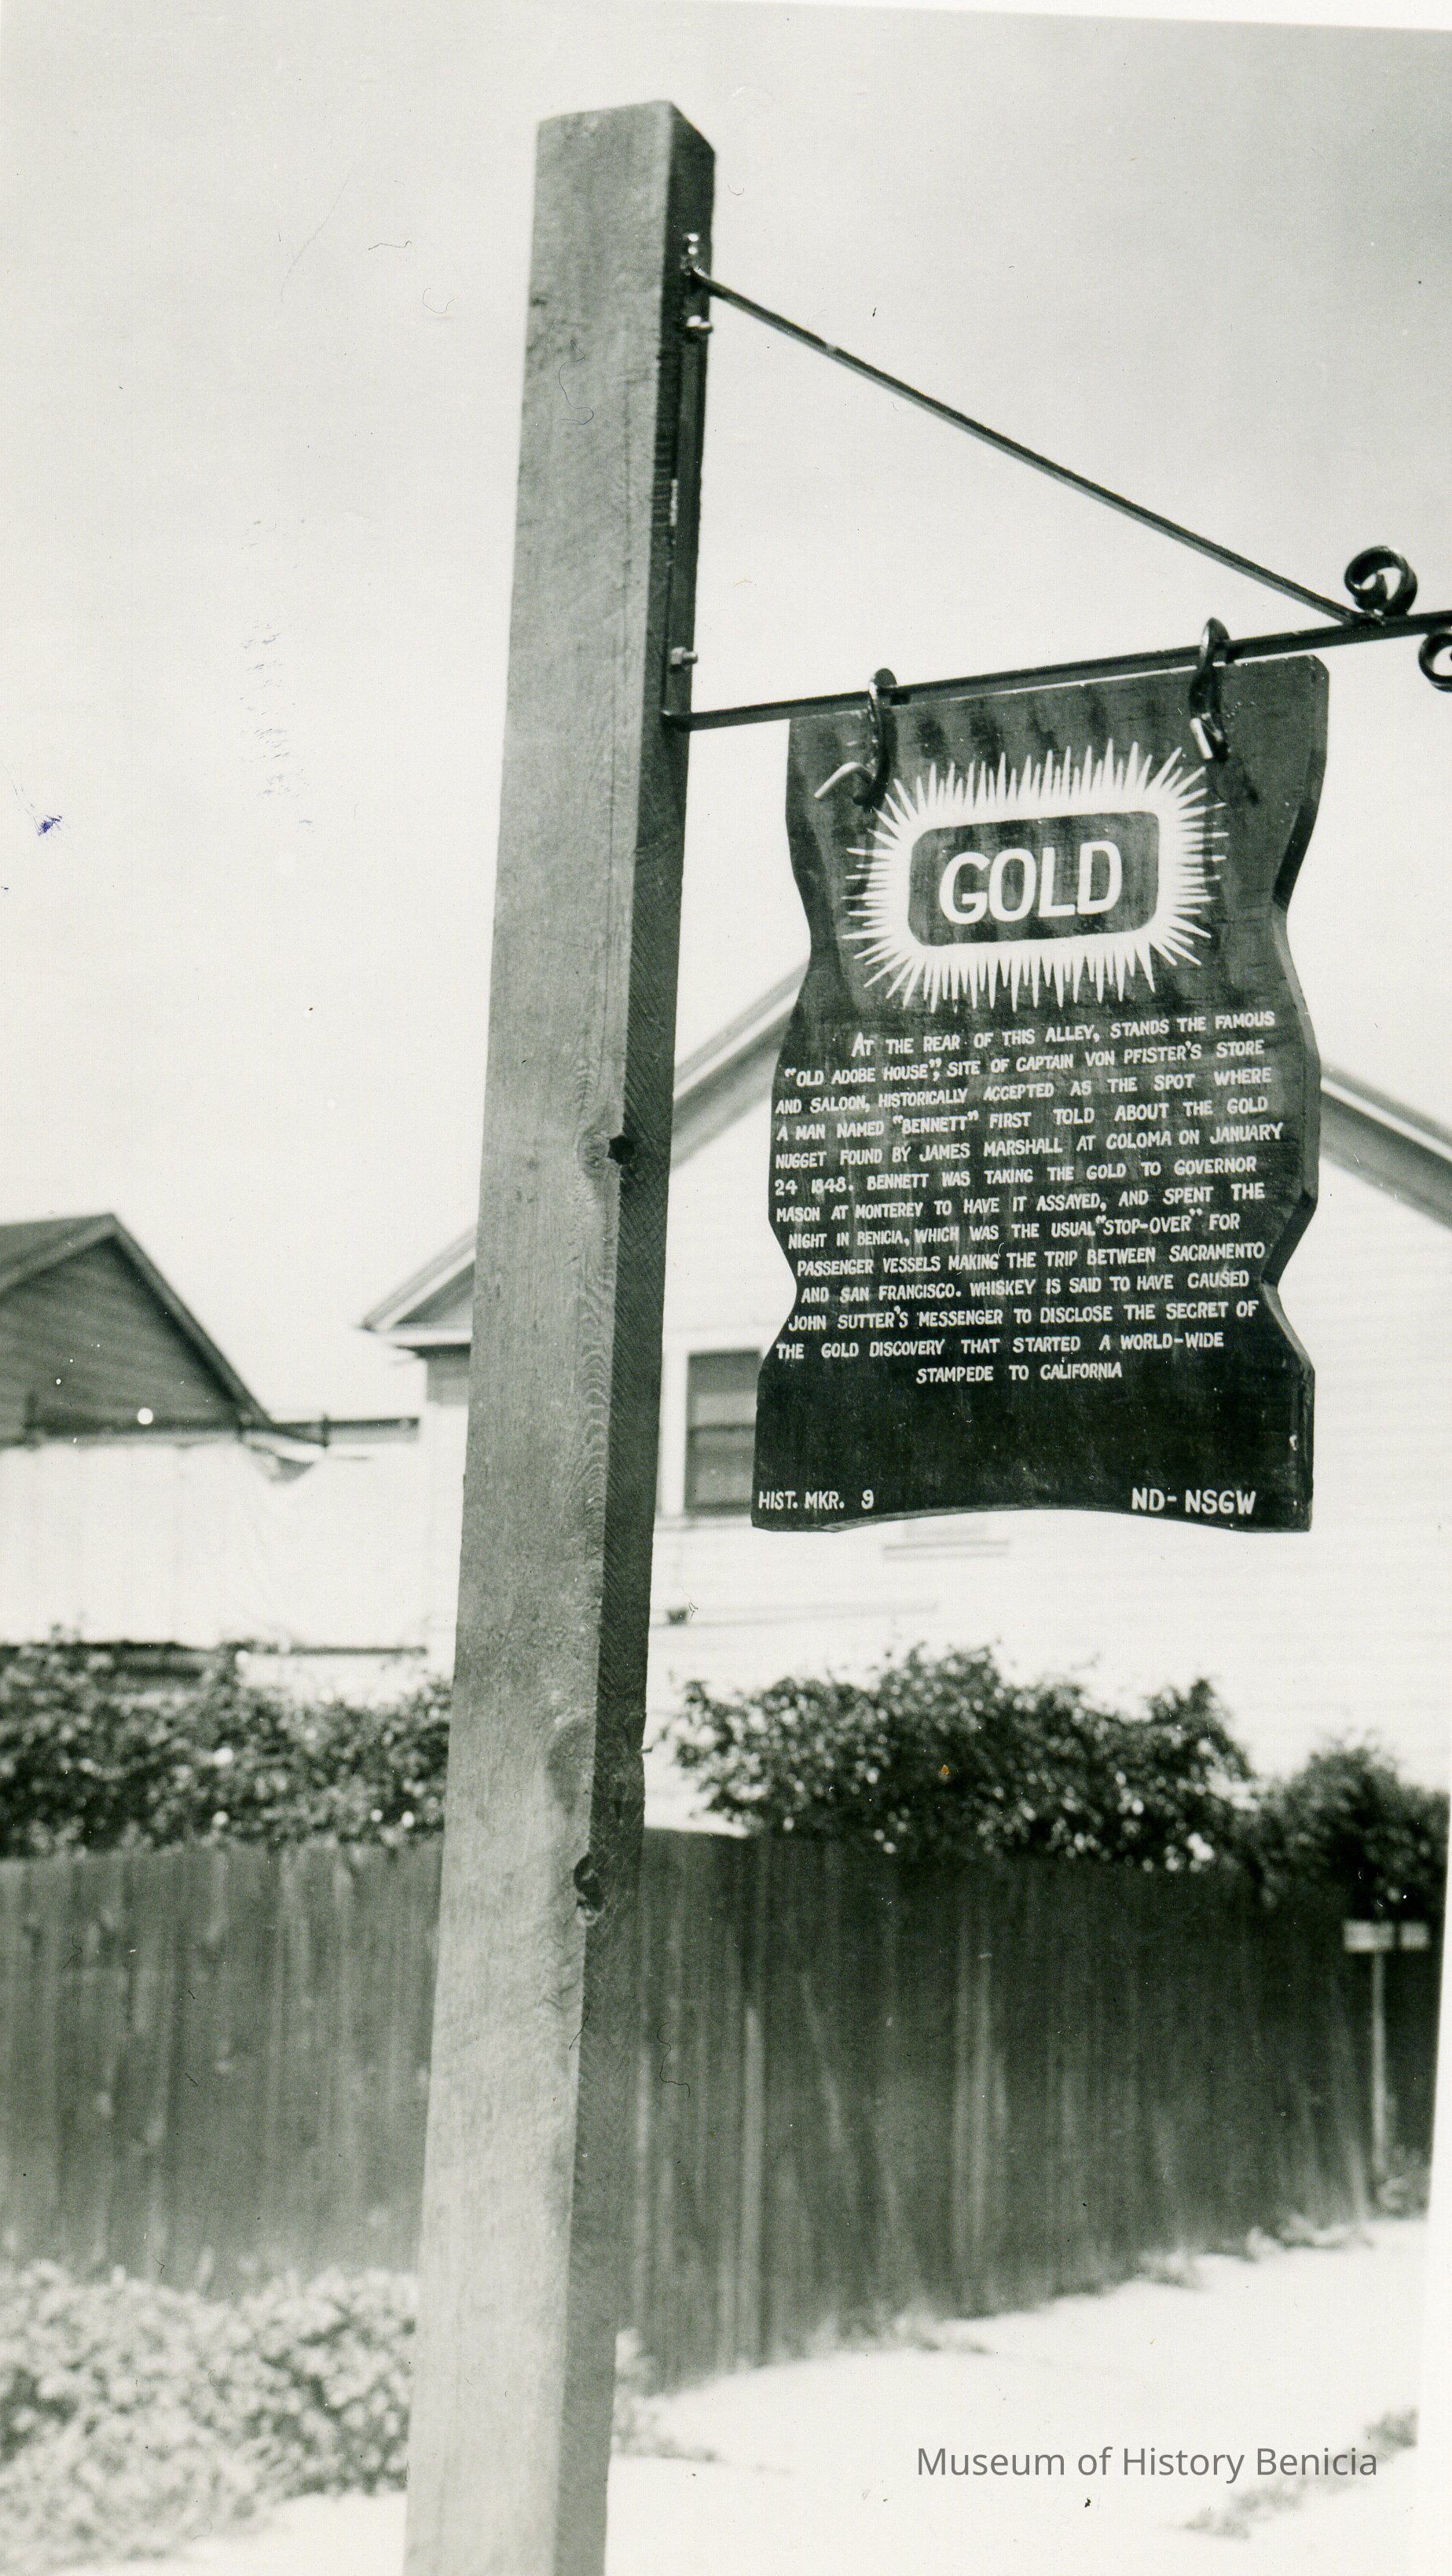 GOLD
AT THE REAR OF THIS ALLEY, STANDS THE FAMOUS
"OLD ADOBE HOUSE", SITE OF CAPTAIN VON PFISTER'S STORE
AND SALOON, HISTORICALLY ACCEPTED AS THE SPOT WHERE
A MAN NAMED "BENNETT" FIRST TOLD ABOUT THE GOLD
NUGGET FOUND BY JAMES MARSHALL AT COLOMA ON JANUARY
24 1848. BENNETT WAS TAKING THE GOLD TO GOVERNOR
MASON AT MONTEREY TO HAVE IT ASSAYED, AND SPENT THE
NIGHT IN BENICIA, WHICH WAS THE USUAL "STOP-OVER" FOR
PASSENGER VESSELS MAKING THE TRIP BETWEEN SACRAMENTO
AND SAN FRANCISCO. WHISKEY IS SAID TO HAVE CAUSED
JOHN SUTTER'S MESSENGER TO DISCLOSE THE SECRET OF
THE GOLD DISCOVERY THAT STARTED A WORLD-WIDE
STAMPEDE TO CALIFORNIA
HIST. MKR. 9 ND-NSGW
Museum of History Benicia